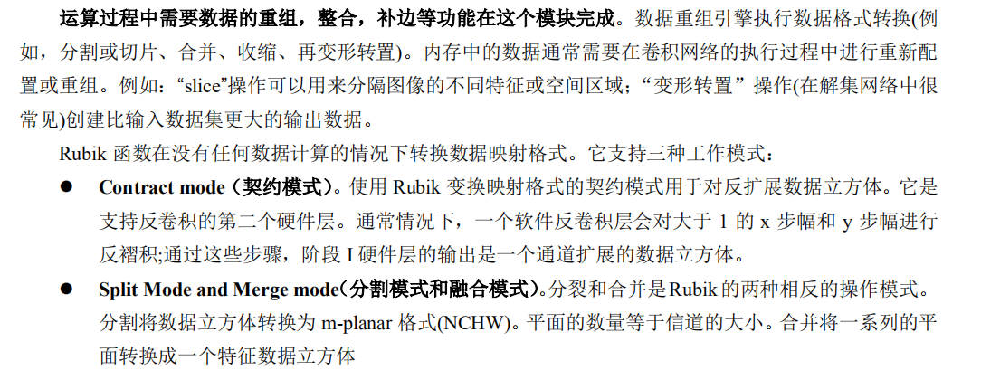 运算过程中需要数据的重组，整合，补边等功能在这个模块完成。数据重组引擎执行数据格式转换(例
如，分割或切片、合并、收缩、再变形转置)。内存中的数据通常需要在卷积网络的执行过程中进行重新配
置或重组。例如：“slice”操作可以用来分隔图像的不同特征或空间区域；“变形转置”操作(在解集网络中很
常见)创建比输入数据集更大的输出数据。
Rubik 函数在没有任何数据计算的情况下转换数据映射格式。它支持三种工作模式：
● Contract mode（契约模式）。使用 Rubik 变换映射格式的契约模式用于对反扩展数据立方体。它是
支持反卷积的第二个硬件层。通常情况下，一个软件反卷积层会对大于 1 的 x 步幅和 y 步幅进行
反褶积;通过这些步骤，阶段 I 硬件层的输出是一个通道扩展的数据立方体。
● Split Mode and Merge mode（分割模式和融合模式）。分裂和合并是Rubik的两种相反的操作模式。
分割将数据立方体转换为 m-planar 格式(NCHW)。平面的数量等于信道的大小。合并将一系列的平
面转换成一个特征数据立方体